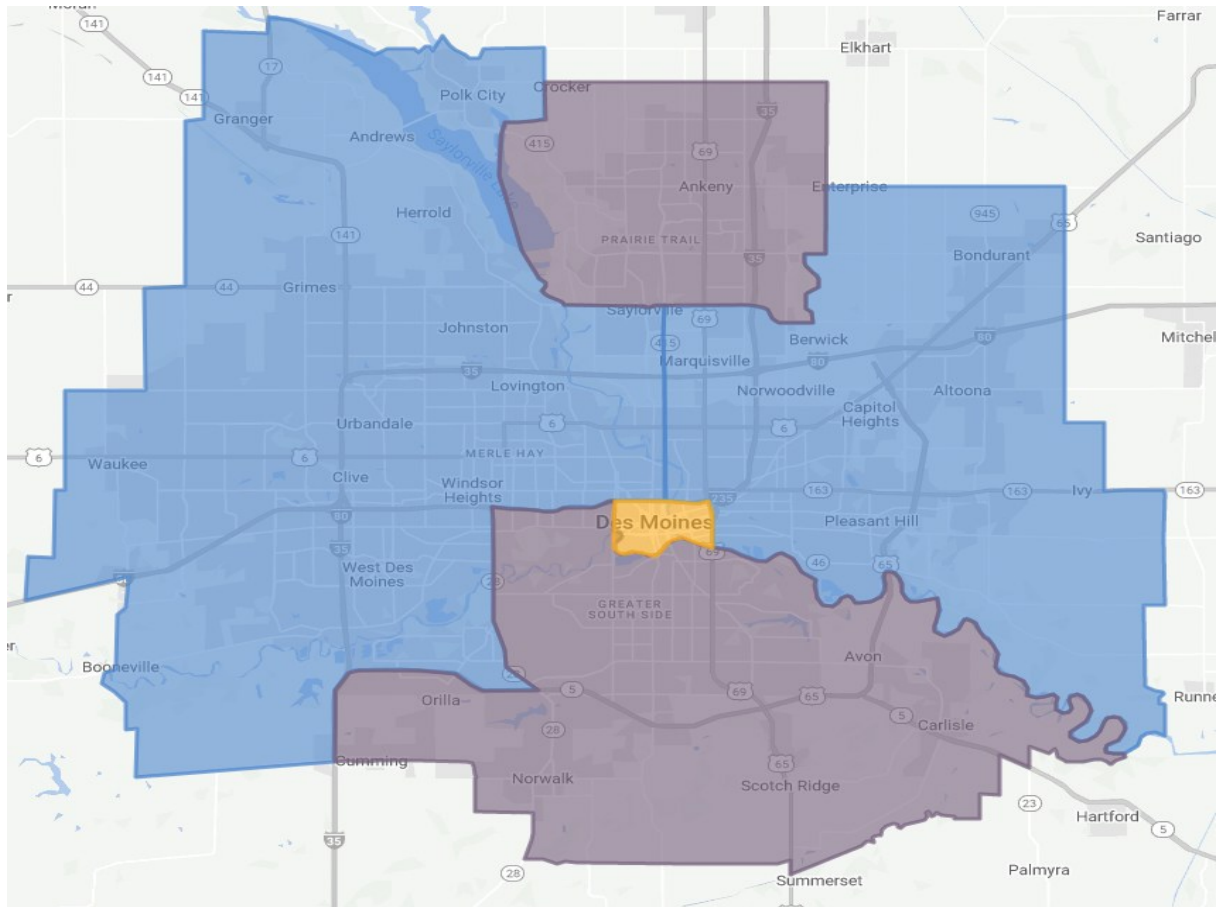 Farrar
141
Elkhart
17
141
Crocker
Polk City
141
Granger
35
Andrews
415
69
Saylorville Lake
Ankeny
Enterprise
Herrold
945
65
141
PRAIRIE TRAIL
Santiago
35
Bondurant
44
44
Grimes
Saylorville
69
Johnston
415
Berwick
80
Mitchel
35
Marquisville
80
Lovington
Norwoodville
Altoona
Capitol
Heights
Urbandale
6
6
6
6
MERLE HAY
Waukee
Clive
Windsor
Heights
163
163
Ivy
163
235
80
Des Moines
Pleasant Hill
35
69
46
65
West Des
Moines
28
80
GREATER
SOUTH SIDE
Booneville
Avon
28
Orilla
5
69
65
Runne
5
28
Carlisle
Cumming
65
Norwalk
Scotch Ridge
23
Hartford
35
5
28
Palmyra
Summerset